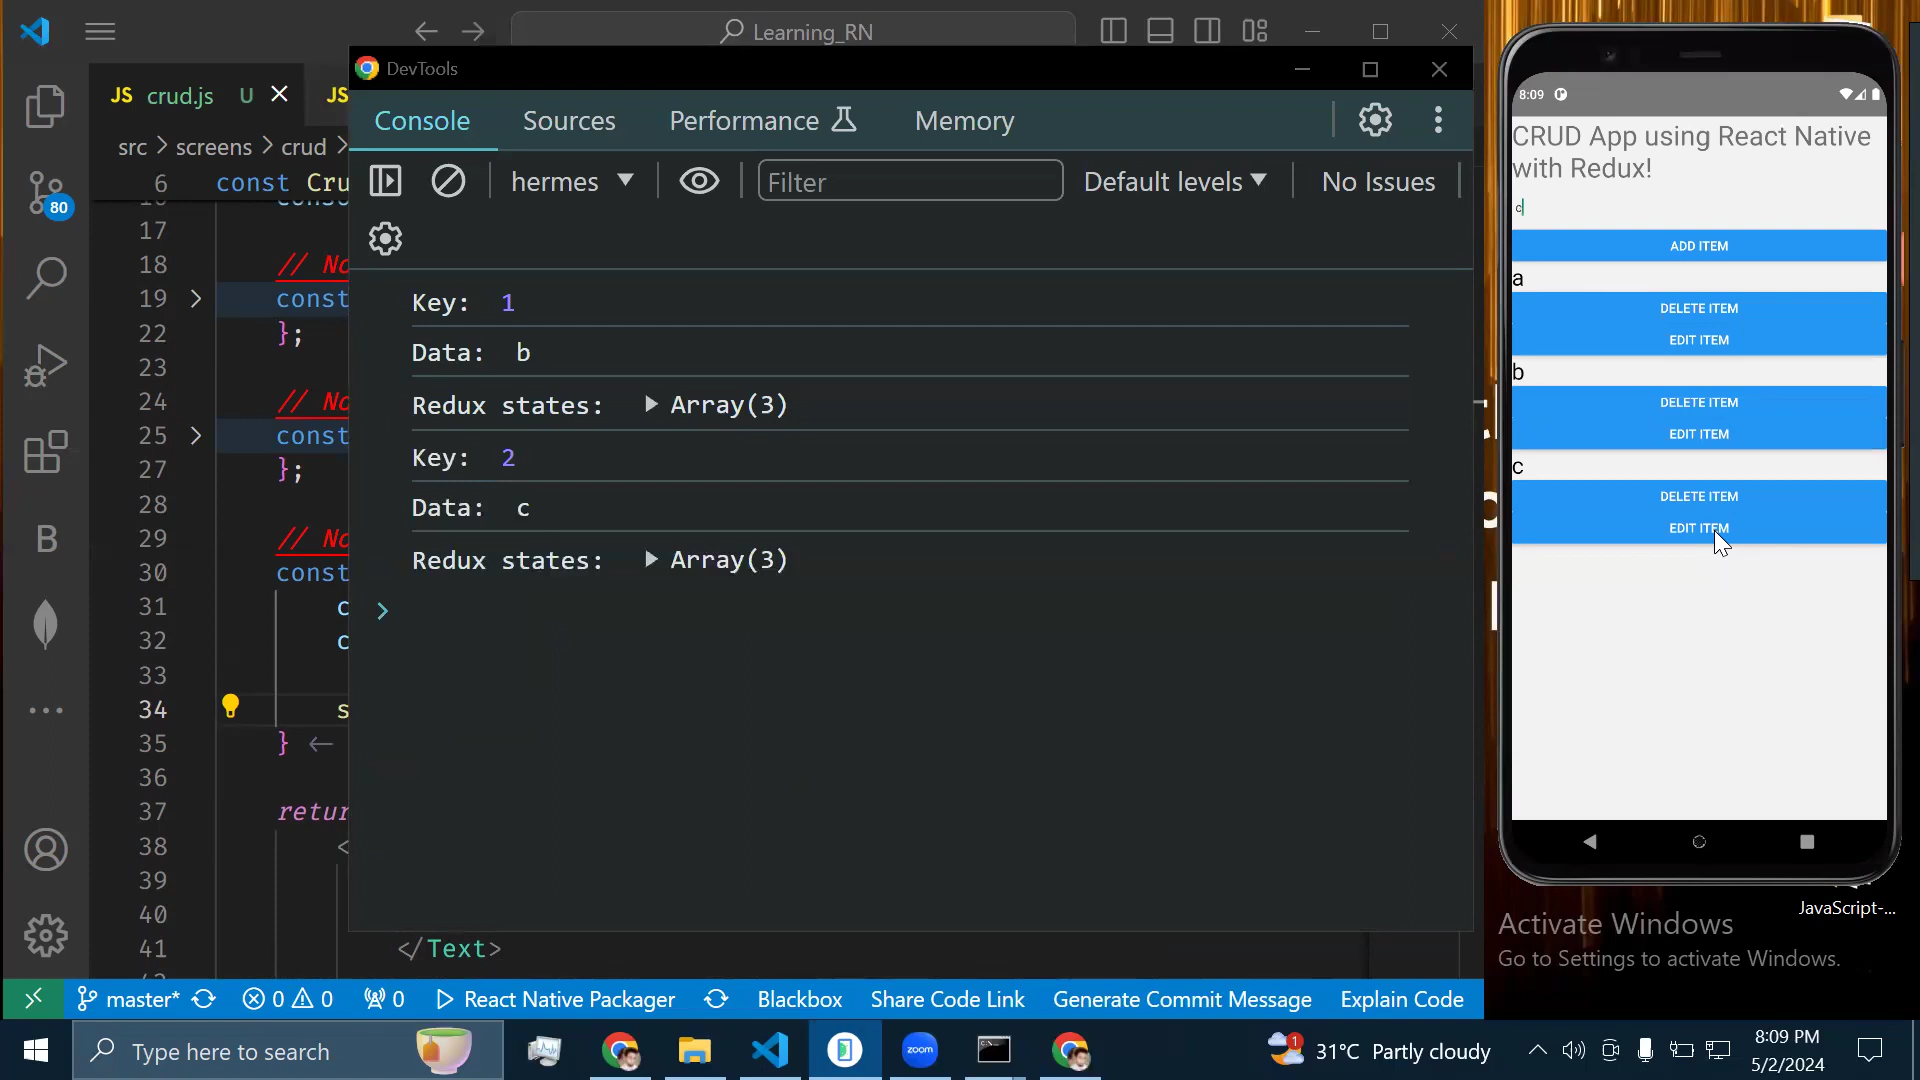 Learning_RN
DevTools
JS crud.js U
JS
Console
Sources
Performance
Memory
src > screens > crud >
hermes
Filter
Default levels
No Issues
6 const Cru
17
18 // No
19 const
22 };
23
24 // No
25 const
27 };
28
29 // No
30 const
31 c
32 c
33
34 s
35 }
36
37 retur
38 <
39
40
41 </Text>
Key: 1
Data: b
Redux states: Array(3)
Key: 2
Data: c
Redux states: Array(3)
>
80
B
8:09
CRUD App using React Native
with Redux!
c
ADD ITEM
a
DELETE ITEM
EDIT ITEM
b
DELETE ITEM
EDIT ITEM
c
DELETE ITEM
EDIT ITEM
JavaScript-...
Activate Windows
Go to Settings to activate Windows.
master* 0 0 0 React Native Packager Blackbox Share Code Link Generate Commit Message Explain Code
Type here to search
zoom
1
31°C Partly cloudy
8:09 PM
5/2/2024